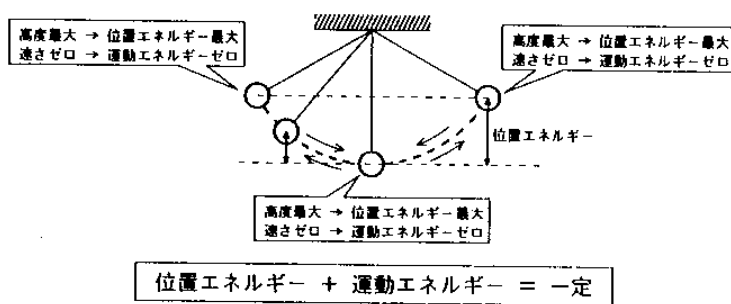 高度最大 → 位置エネルギー最大
速さゼロ → 運動エネルギーゼロ
高度最大 → 位置エネルギー最大
速さゼロ → 運動エネルギーゼロ
位置エネルギー
高度最大 → 位置エネルギー最大
速さゼロ → 運動エネルギーゼロ
位置エネルギー + 運動エネルギー = 一定